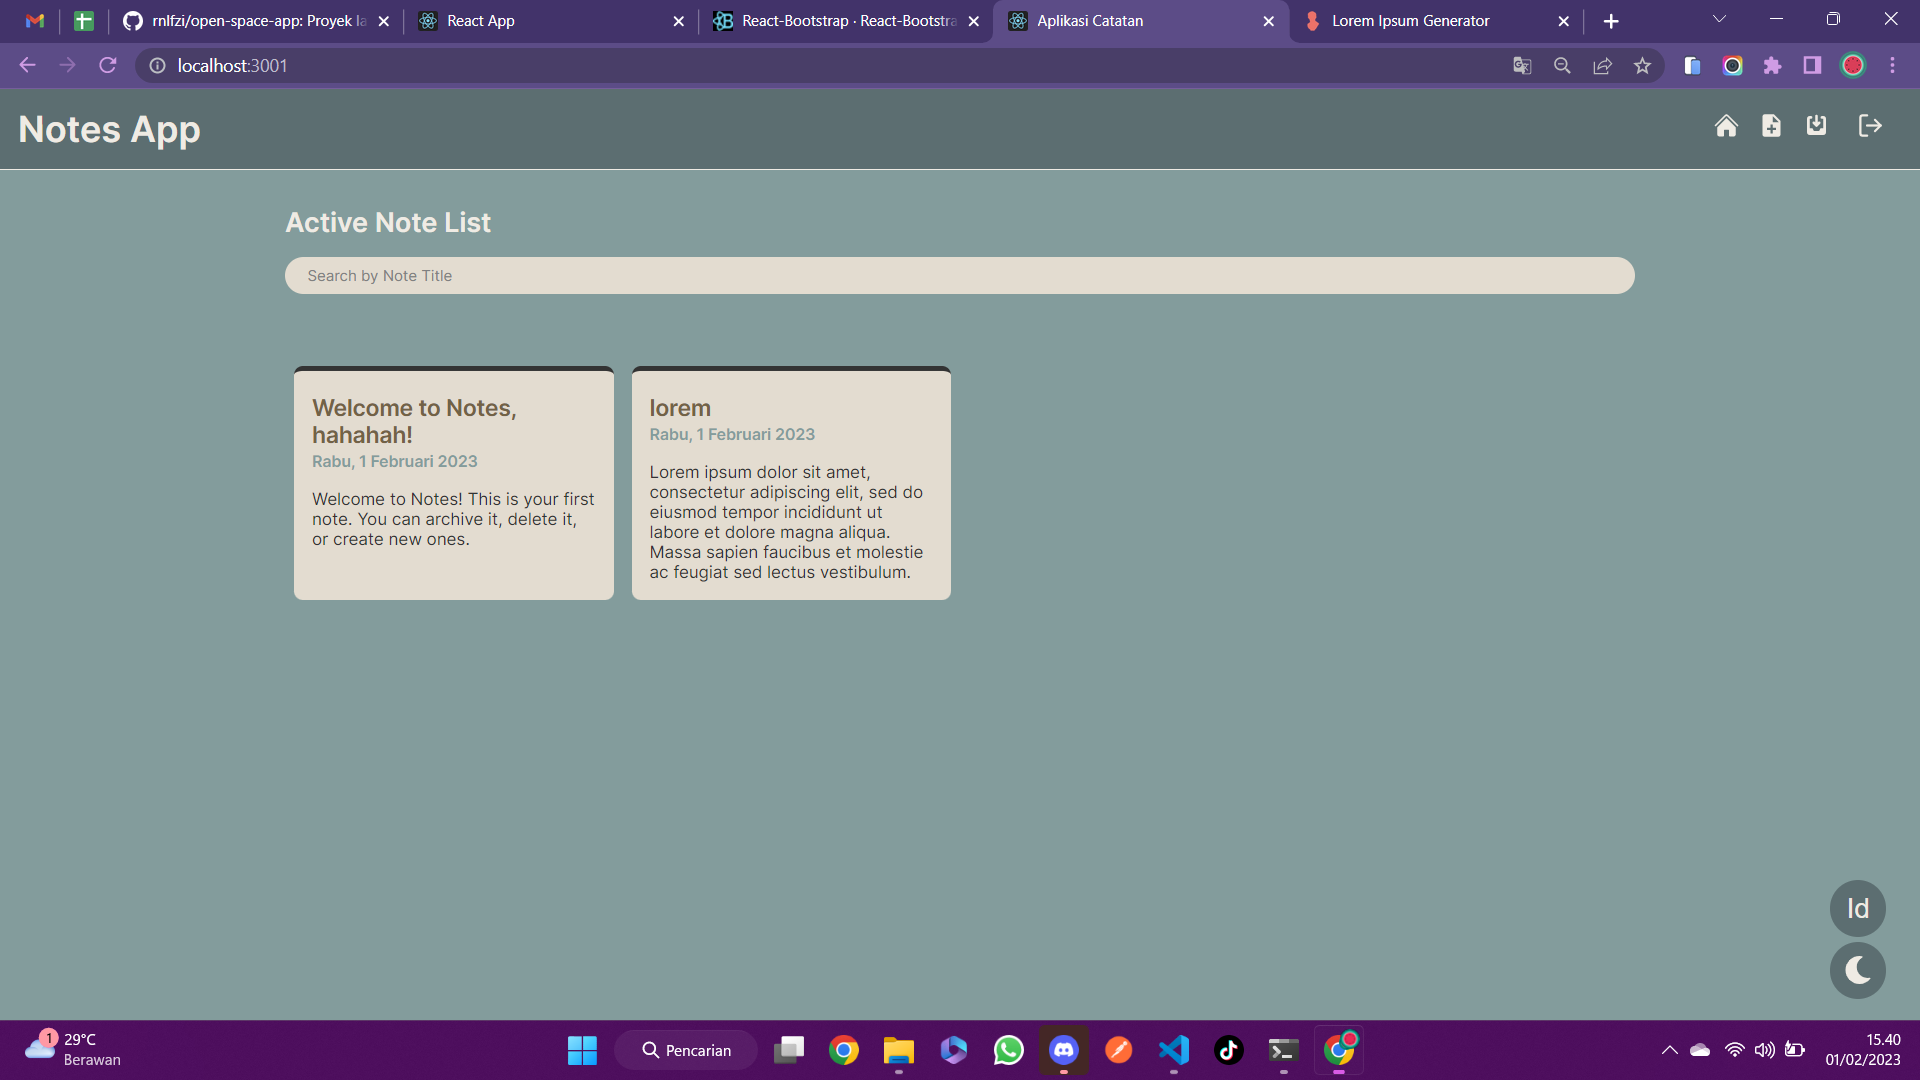 rnlfzi/open-space-app: Proyek la
React App
React-Bootstrap · React-Bootstra
Aplikasi Catatan
Lorem Ipsum Generator
localhost:3001
Notes App
Active Note List
Search by Note Title
Welcome to Notes,
hahahah!
Rabu, 1 Februari 2023
Welcome to Notes! This is your first
note. You can archive it, delete it,
or create new ones.
lorem
Rabu, 1 Februari 2023
Lorem ipsum dolor sit amet,
consectetur adipiscing elit, sed do
eiusmod tempor incididunt ut
labore et dolore magna aliqua.
Massa sapien faucibus et molestie
ac feugiat sed lectus vestibulum.
Id
1
29°C
Berawan
Pencarian
15.40
01/02/2023